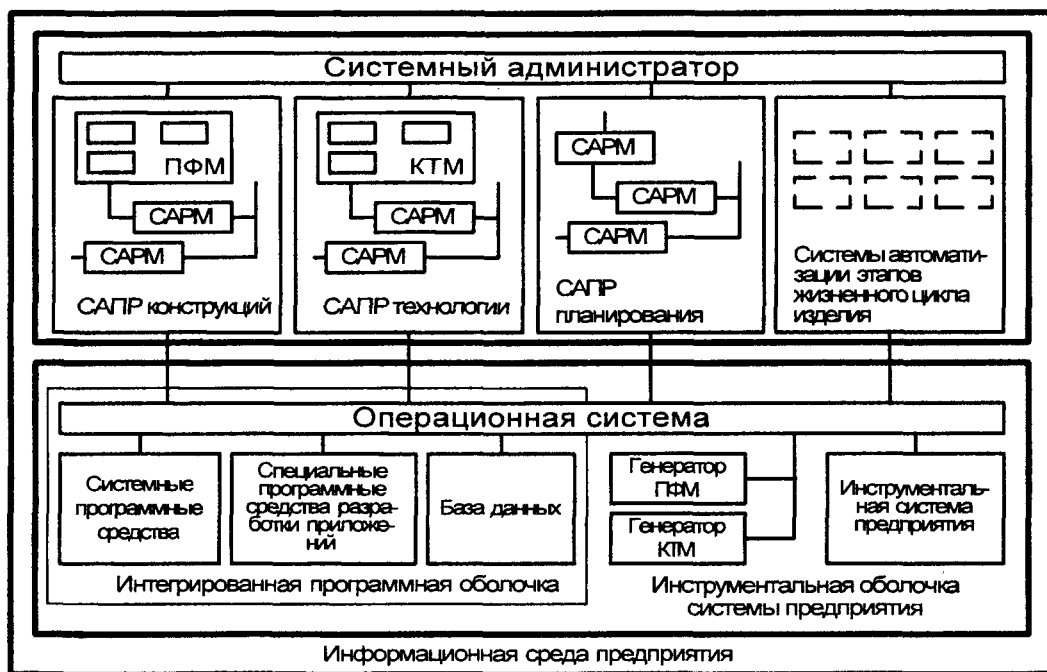 Системный администратор
ПФМ
САРМ
САРМ
САПР конструкций
КТМ
САРМ
САРМ
САПР технологии
САРМ
САРМ
САРМ
САПР
планирования
Системы автомати-
зации этапов
жизненного цикла
изделия
Операционная система
Системные
программные
средства
Специальные
программные
средства разра-
ботки приложе-
ний
База данных
Интегрированная программная оболочка
Генератор
ПФМ
Генератор
КТМ
Инструменталь-
ная система
предприятия
Инструментальная оболочка
системы предприятия
Информационная среда предприятия